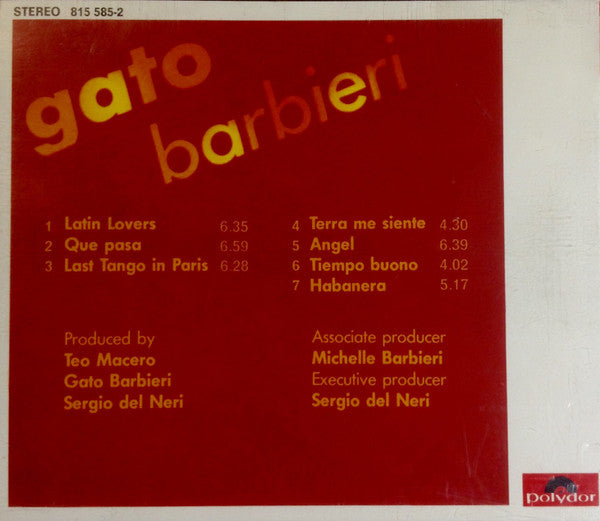 STEREO 815 585-2
gato
barbieri
1 Latin Lovers 6.35
2 Que pasa 6.59
3 Last Tango in Paris 6.28
4 Terra me siente 4.30
5 Angel 6.39
6 Tiempo buono 4.02
7 Habanera 5.17
Produced by
Teo Macero
Gato Barbieri
Sergio del Neri
Associate producer
Michelle Barbieri
Executive producer
Sergio del Neri
polydor